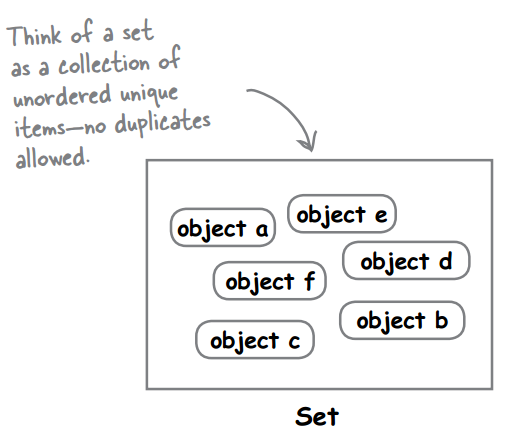 Think of a set
as a collection of
unordered unique
items—no duplicates
allowed.
object a
object e
object d
object f
object b
object c
Set